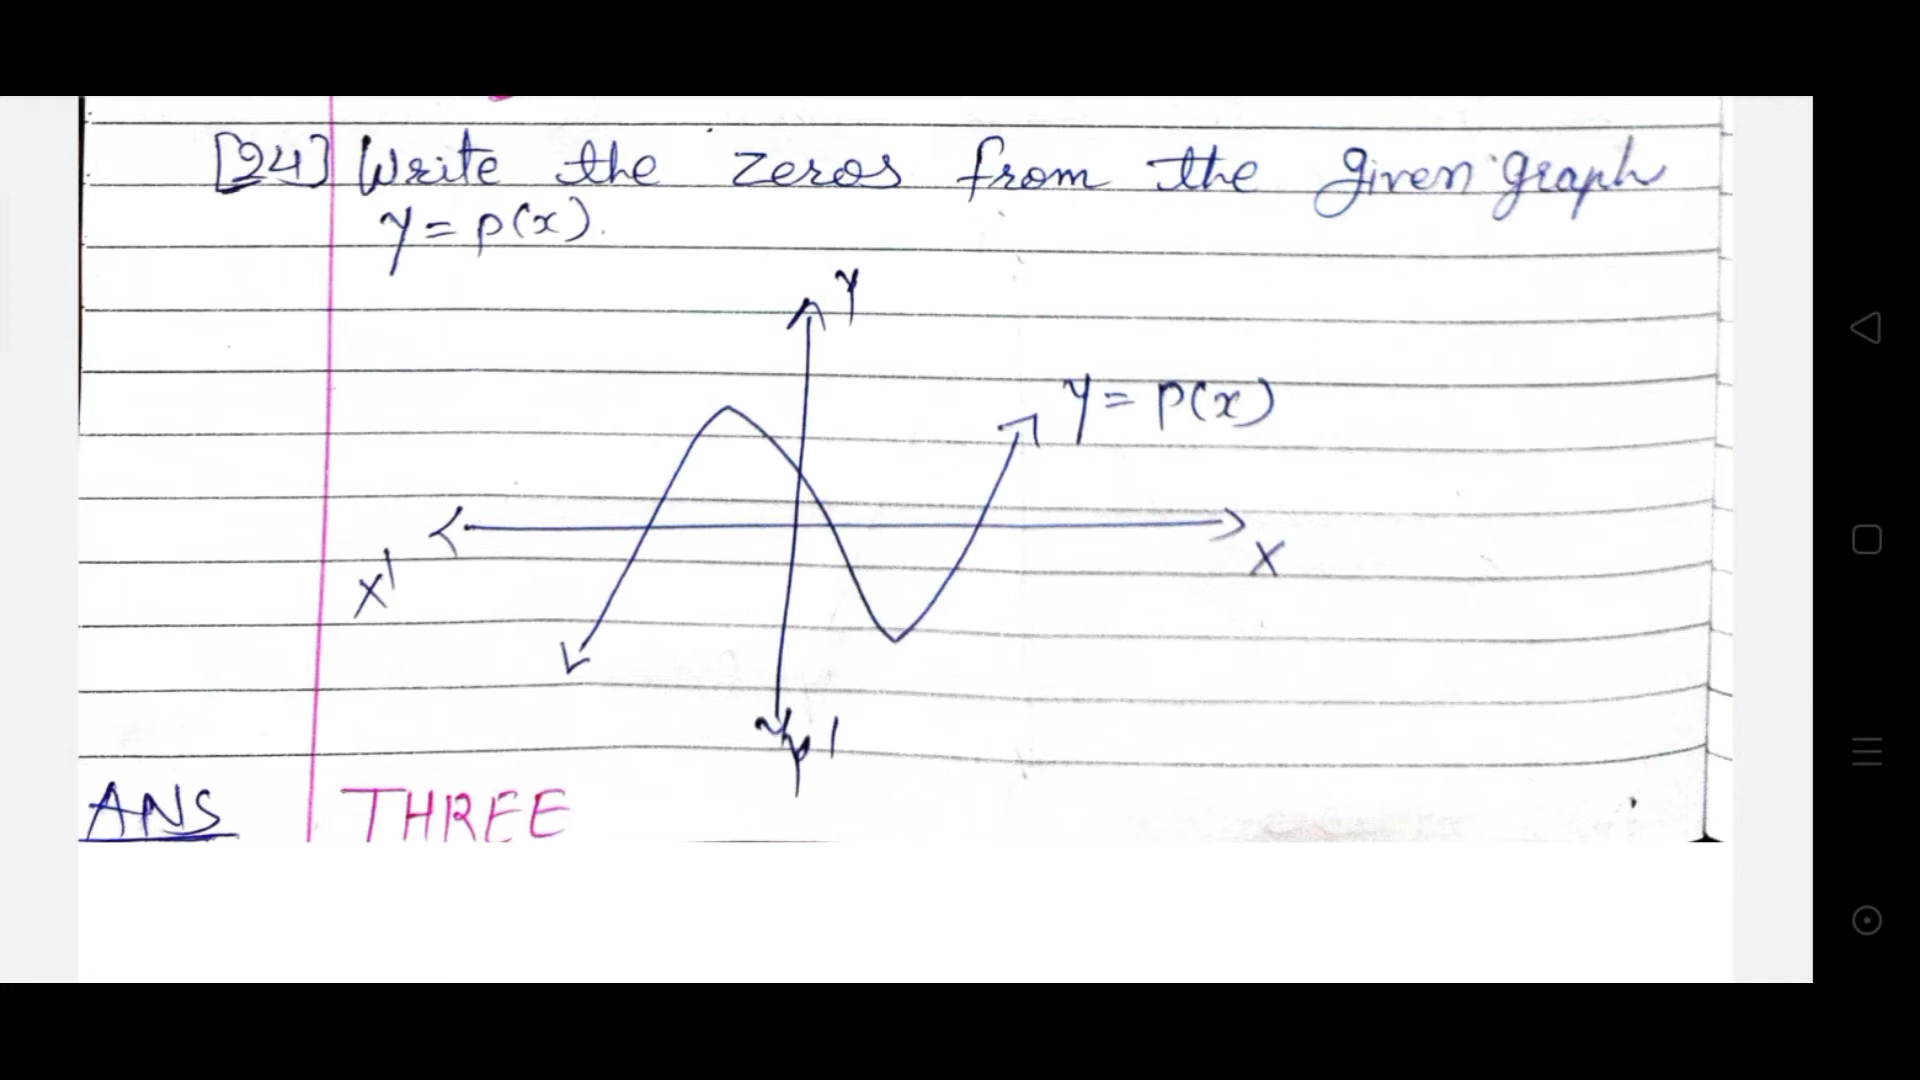 [24] Write the zeros from the given graph
y = p(x).
Y
y = p(x)
X
X'
ANS THREE